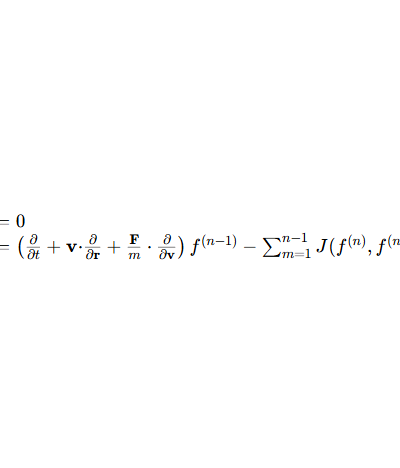 = 0
= (∂/∂t + v·∂/∂r + F/m · ∂/∂v) f^(n−1) − ∑_{m=1}^{n−1} J(f^(n), f^(n